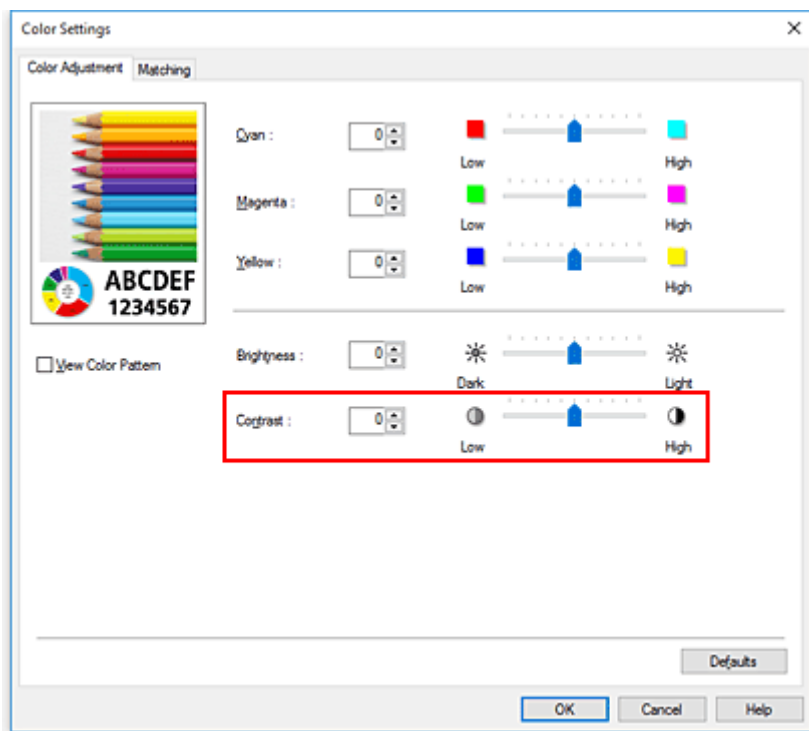 Color Settings
Color Adjustment Matching
Cyan : 0
Low High
Magenta : 0
Low High
Yellow : 0
Low High
ABCDEF
1234567
View Color Pattern
Brightness : 0
Dark Light
Contrast : 0
Low High
Defaults
OK Cancel Help